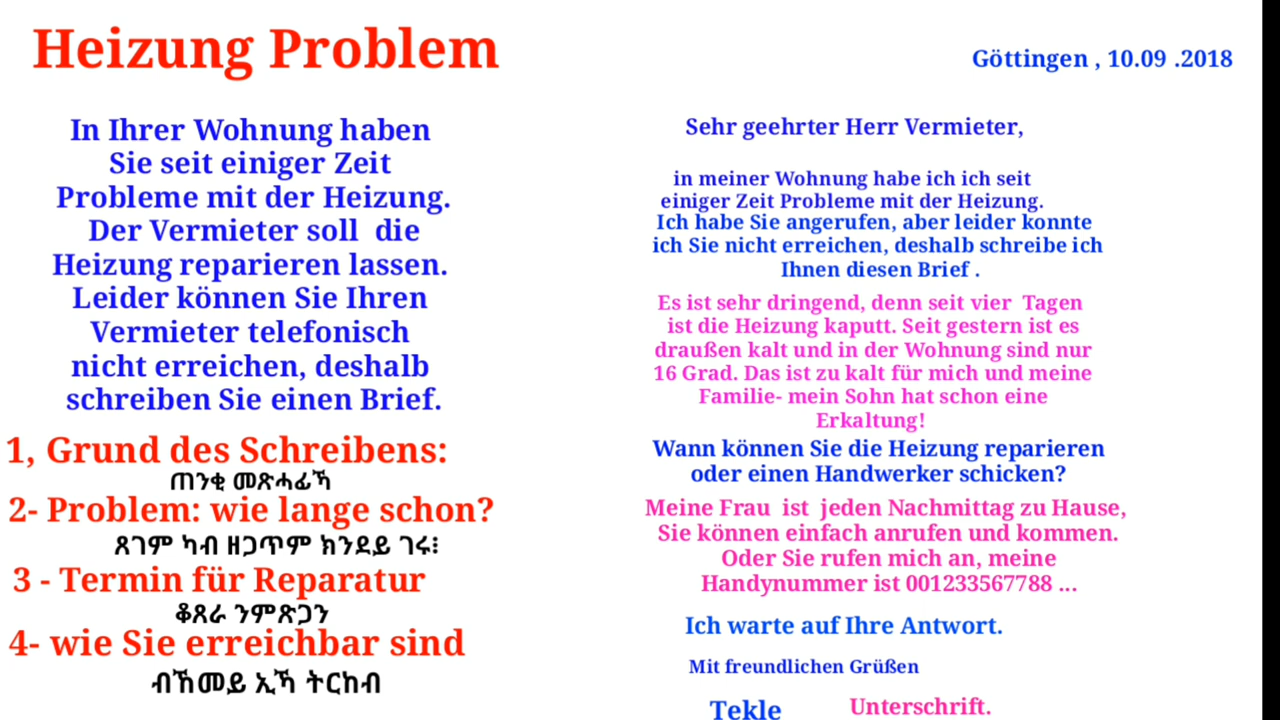 Heizung Problem
In Ihrer Wohnung haben
Sie seit einiger Zeit
Probleme mit der Heizung.
Der Vermieter soll die
Heizung reparieren lassen.
Leider können Sie Ihren
Vermieter telefonisch
nicht erreichen, deshalb
schreiben Sie einen Brief.
1, Grund des Schreibens:
ጠንቂ መጽሓፊኻ
2- Problem: wie lange schon?
ጸገም ካብ ዘጋጥም ክንደይ ገሩ፧
3 - Termin für Reparatur
ቆጸራ ንምጽጋን
4- wie Sie erreichbar sind
ብኸመይ ኢኻ ትርከብ
Göttingen , 10.09 .2018
Sehr geehrter Herr Vermieter,
in meiner Wohnung habe ich ich seit
einiger Zeit Probleme mit der Heizung.
Ich habe Sie angerufen, aber leider konnte
ich Sie nicht erreichen, deshalb schreibe ich
Ihnen diesen Brief .
Es ist sehr dringend, denn seit vier Tagen
ist die Heizung kaputt. Seit gestern ist es
draußen kalt und in der Wohnung sind nur
16 Grad. Das ist zu kalt für mich und meine
Familie- mein Sohn hat schon eine
Erkaltung!
Wann können Sie die Heizung reparieren
oder einen Handwerker schicken?
Meine Frau ist jeden Nachmittag zu Hause,
Sie können einfach anrufen und kommen.
Oder Sie rufen mich an, meine
Handynummer ist 001233567788 ...
Ich warte auf Ihre Antwort.
Mit freundlichen Grüßen
Tekle Unterschrift.